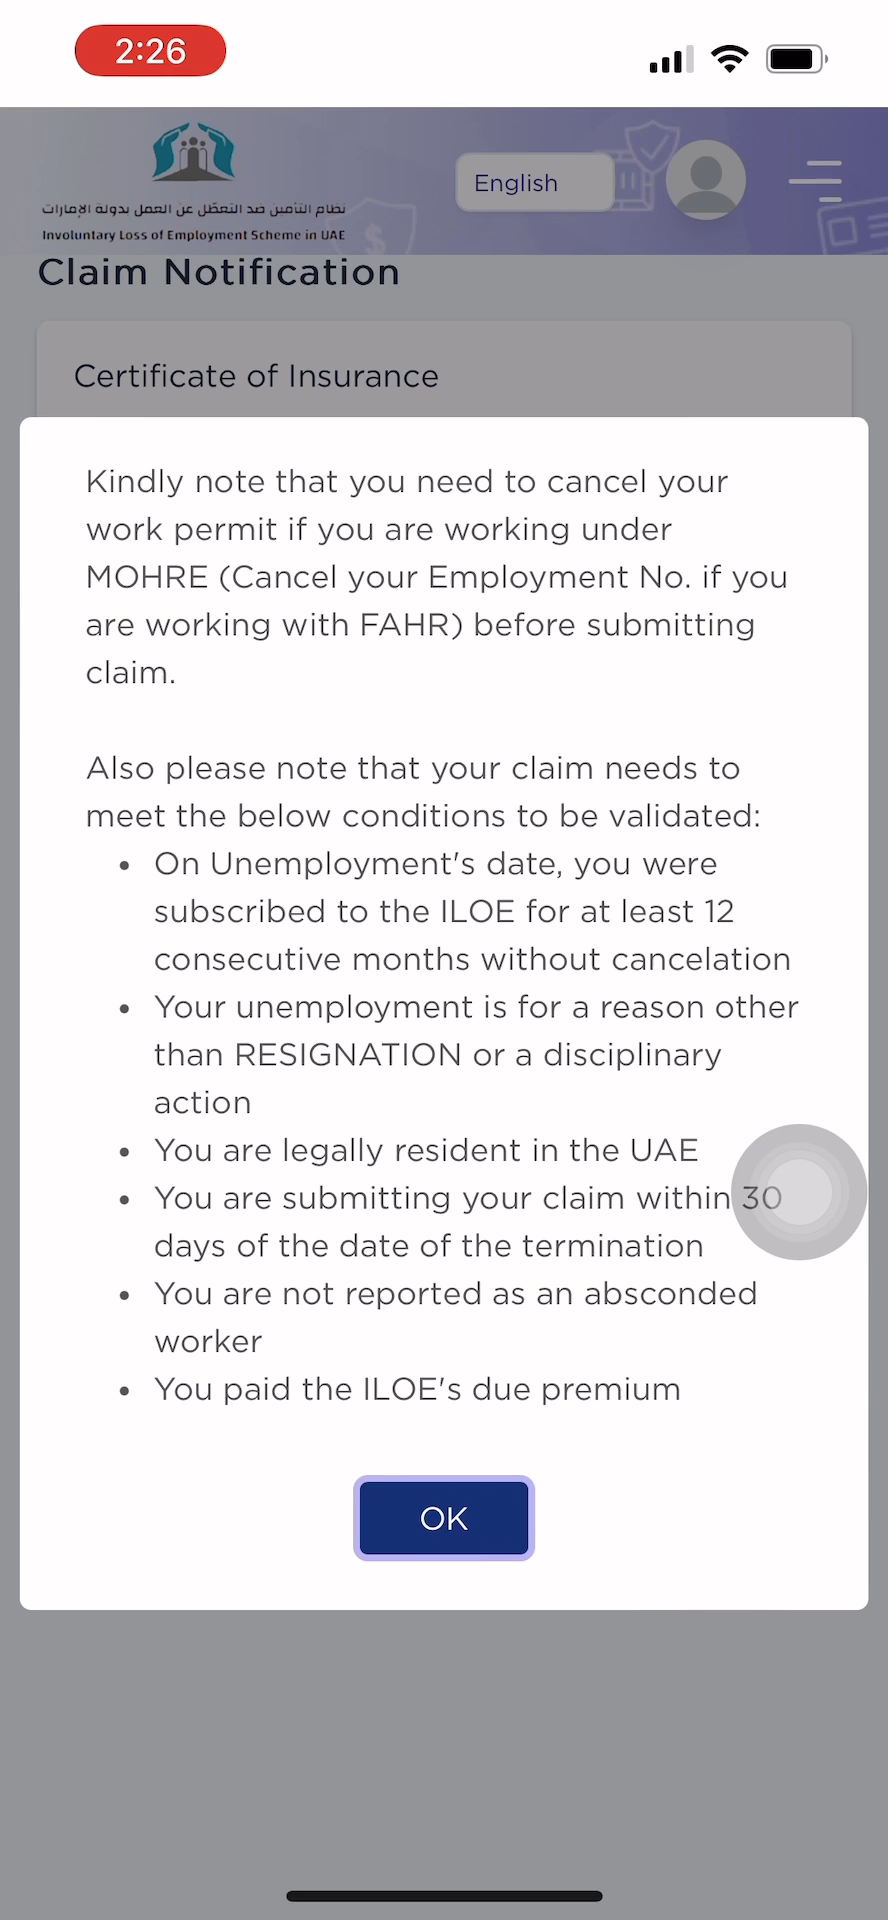 2:26
نظام التأمين ضد التعطّل عن العمل بدولة الإمارات
Involuntary Loss of Employment Scheme in UAE
English
Claim Notification
Certificate of Insurance
Kindly note that you need to cancel your
work permit if you are working under
MOHRE (Cancel your Employment No. if you
are working with FAHR) before submitting
claim.
Also please note that your claim needs to
meet the below conditions to be validated:
• On Unemployment's date, you were
subscribed to the ILOE for at least 12
consecutive months without cancelation
• Your unemployment is for a reason other
than RESIGNATION or a disciplinary
action
• You are legally resident in the UAE
• You are submitting your claim within 30
days of the date of the termination
• You are not reported as an absconded
worker
• You paid the ILOE's due premium
OK